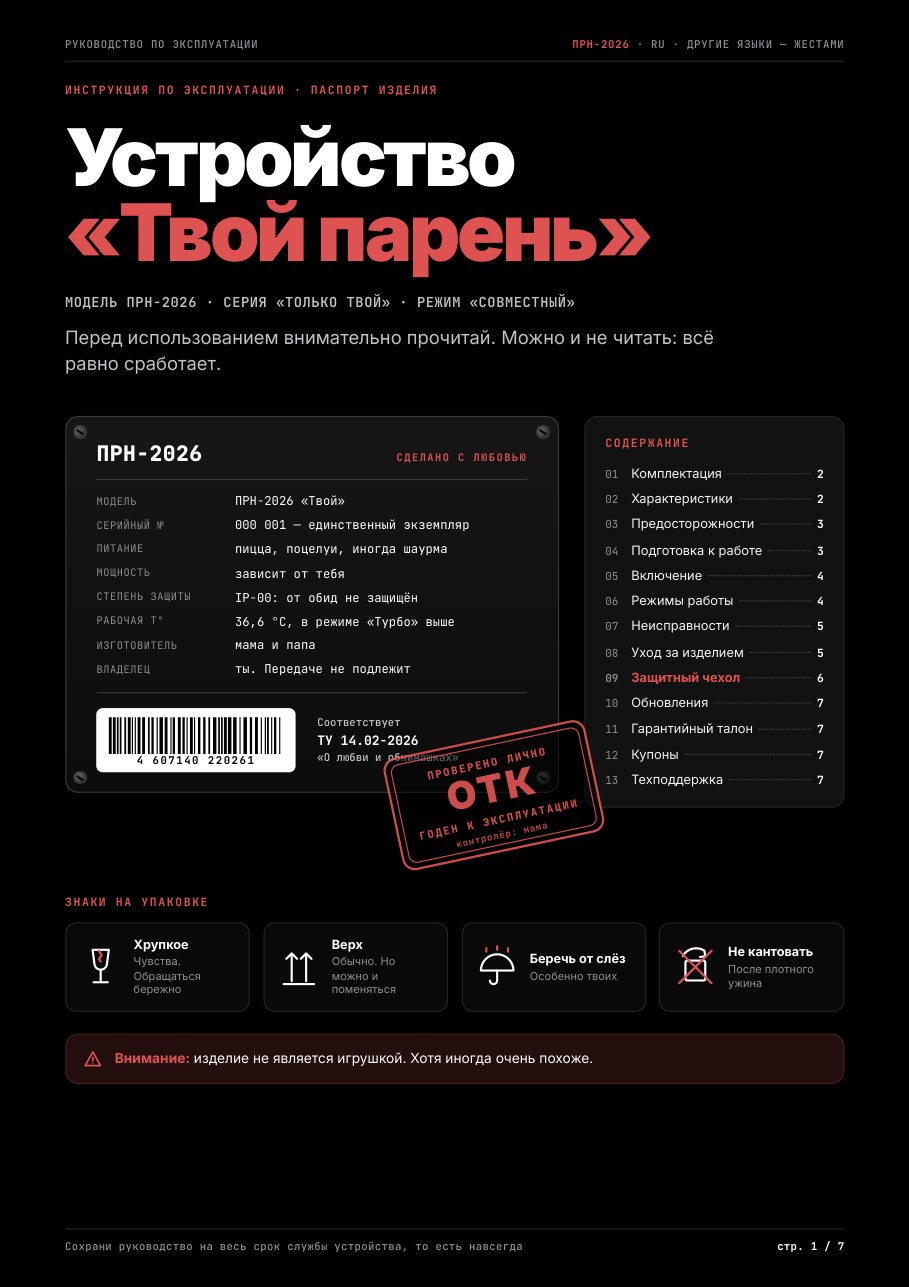 РУКОВОДСТВО ПО ЭКСПЛУАТАЦИИ
ПРН-2026 · RU · ДРУГИЕ ЯЗЫКИ — ЖЕСТАМИ
ИНСТРУКЦИЯ ПО ЭКСПЛУАТАЦИИ · ПАСПОРТ ИЗДЕЛИЯ
Устройство
«Твой парень»
МОДЕЛЬ ПРН-2026 · СЕРИЯ «ТОЛЬКО ТВОЙ» · РЕЖИМ «СОВМЕСТНЫЙ»
Перед использованием внимательно прочитай. Можно и не читать: всё
равно сработает.
ПРН-2026
СДЕЛАНО С ЛЮБОВЬЮ
МОДЕЛЬ ПРН-2026 «Твой»
СЕРИЙНЫЙ № 000 001 — единственный экземпляр
ПИТАНИЕ пицца, поцелуи, иногда шаурма
МОЩНОСТЬ зависит от тебя
СТЕПЕНЬ ЗАЩИТЫ IP-00: от обид не защищён
РАБОЧАЯ T° 36,6 °C, в режиме «Турбо» выше
ИЗГОТОВИТЕЛЬ мама и папа
ВЛАДЕЛЕЦ ты. Передаче не подлежит
4 607140 220261
Соответствует
ТУ 14.02-2026
«О любви и обнимашках»
ПРОВЕРЕНО ЛИЧНО
ОТК
ГОДЕН К ЭКСПЛУАТАЦИИ
контролёр: мама
СОДЕРЖАНИЕ
01 Комплектация 2
02 Характеристики 2
03 Предосторожности 3
04 Подготовка к работе 3
05 Включение 4
06 Режимы работы 4
07 Неисправности 5
08 Уход за изделием 5
09 Защитный чехол 6
10 Обновления 7
11 Гарантийный талон 7
12 Купоны 7
13 Техподдержка 7
ЗНАКИ НА УПАКОВКЕ
Хрупкое
Чувства.
Обращаться
бережно
Верх
Обычно. Но
можно и
поменяться
Беречь от слёз
Особенно твоих
Не кантовать
После плотного
ужина
Внимание: изделие не является игрушкой. Хотя иногда очень похоже.
Сохрани руководство на весь срок службы устройства, то есть навсегда
стр. 1 / 7